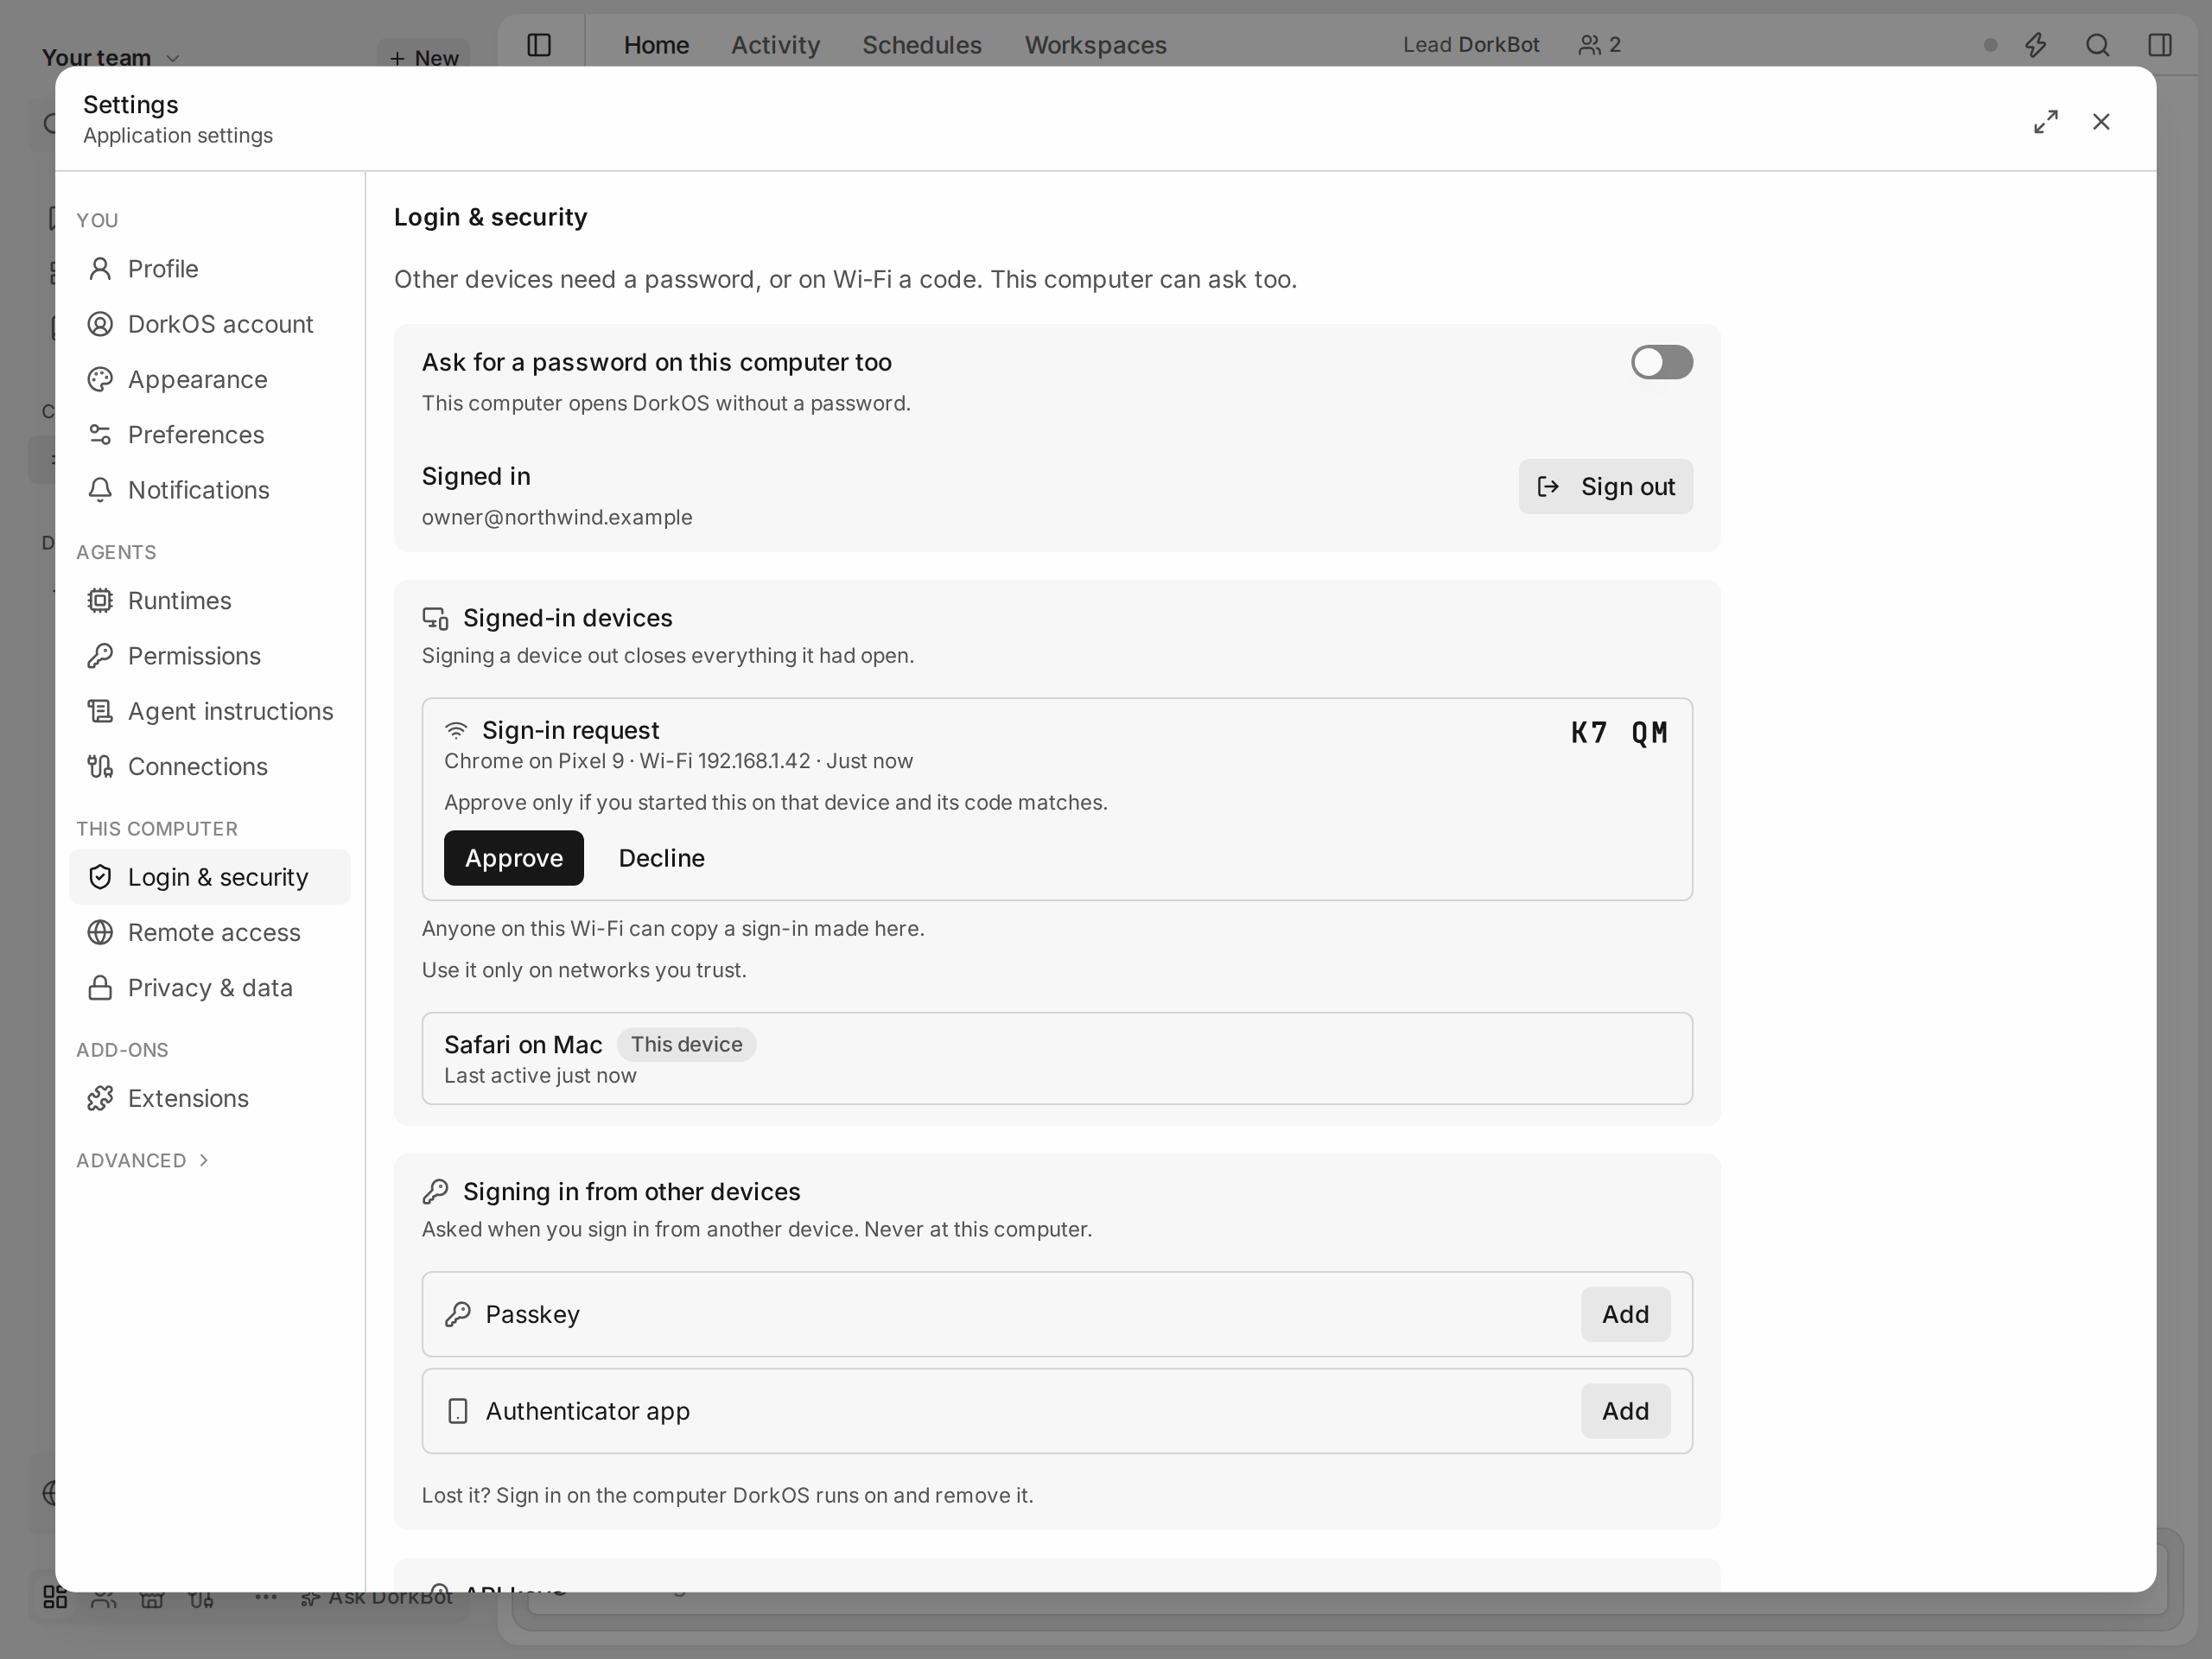 Your team
New
Home
Activity
Schedules
Workspaces
Lead DorkBot
2
Settings
Application settings
YOU
Profile
DorkOS account
Appearance
Preferences
Notifications
AGENTS
Runtimes
Permissions
Agent instructions
Connections
THIS COMPUTER
Login & security
Remote access
Privacy & data
ADD-ONS
Extensions
ADVANCED
Login & security
Other devices need a password, or on Wi-Fi a code. This computer can ask too.
Ask for a password on this computer too
This computer opens DorkOS without a password.
Signed in
owner@northwind.example
Sign out
Signed-in devices
Signing a device out closes everything it had open.
Sign-in request
K7 QM
Chrome on Pixel 9 · Wi-Fi 192.168.1.42 · Just now
Approve only if you started this on that device and its code matches.
Approve
Decline
Anyone on this Wi-Fi can copy a sign-in made here.
Use it only on networks you trust.
Safari on Mac
This device
Last active just now
Signing in from other devices
Asked when you sign in from another device. Never at this computer.
Passkey
Add
Authenticator app
Add
Lost it? Sign in on the computer DorkOS runs on and remove it.
API keys
Ask DorkBot